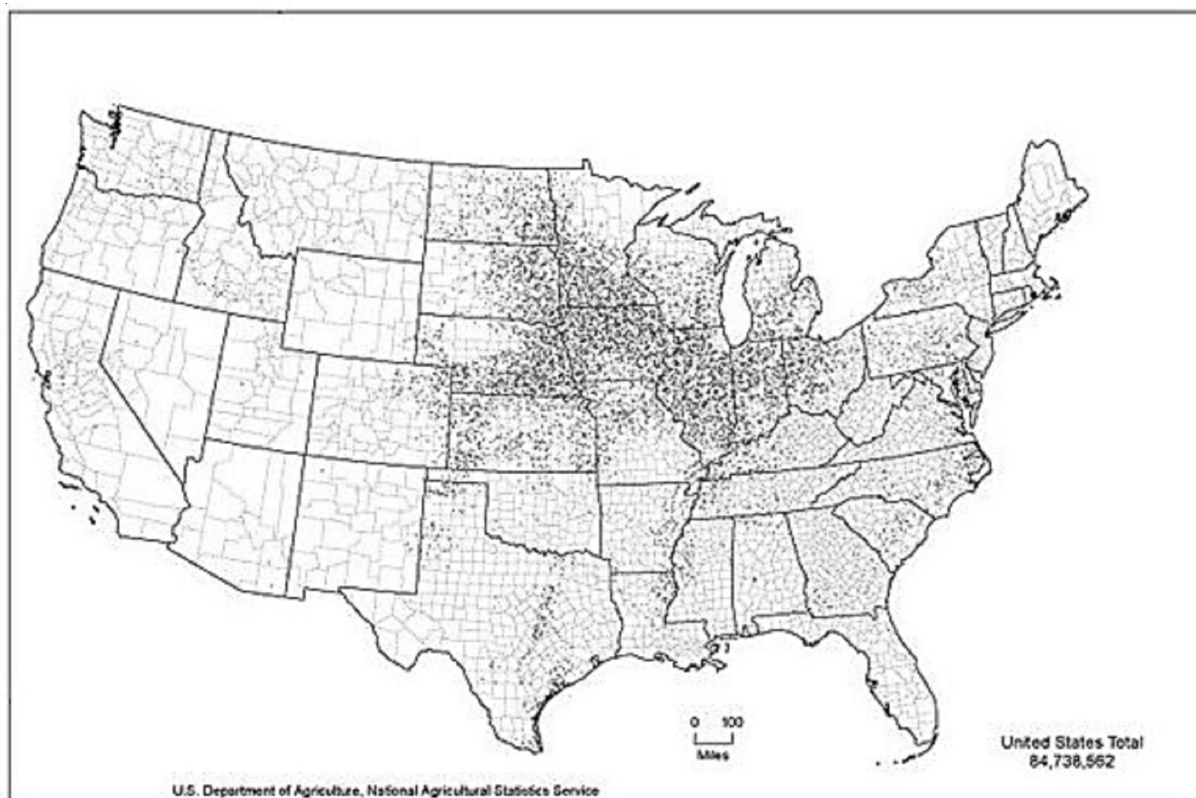 0 100
Miles
United States Total
84,738,562
U.S. Department of Agriculture, National Agricultural Statistics Service